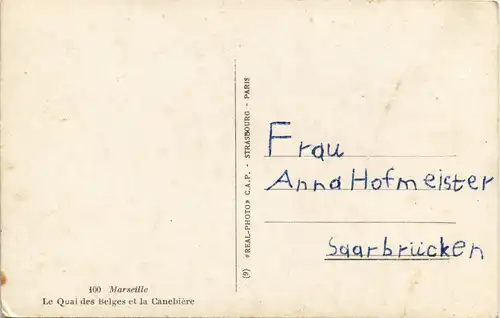 100 Marseille
Le Quai des Belges et la Canebière
(9) «REAL-PHOTO» C.A.P. - STRASBOURG - PARIS
Frau
Anna Hofmeister
Saarbrücken